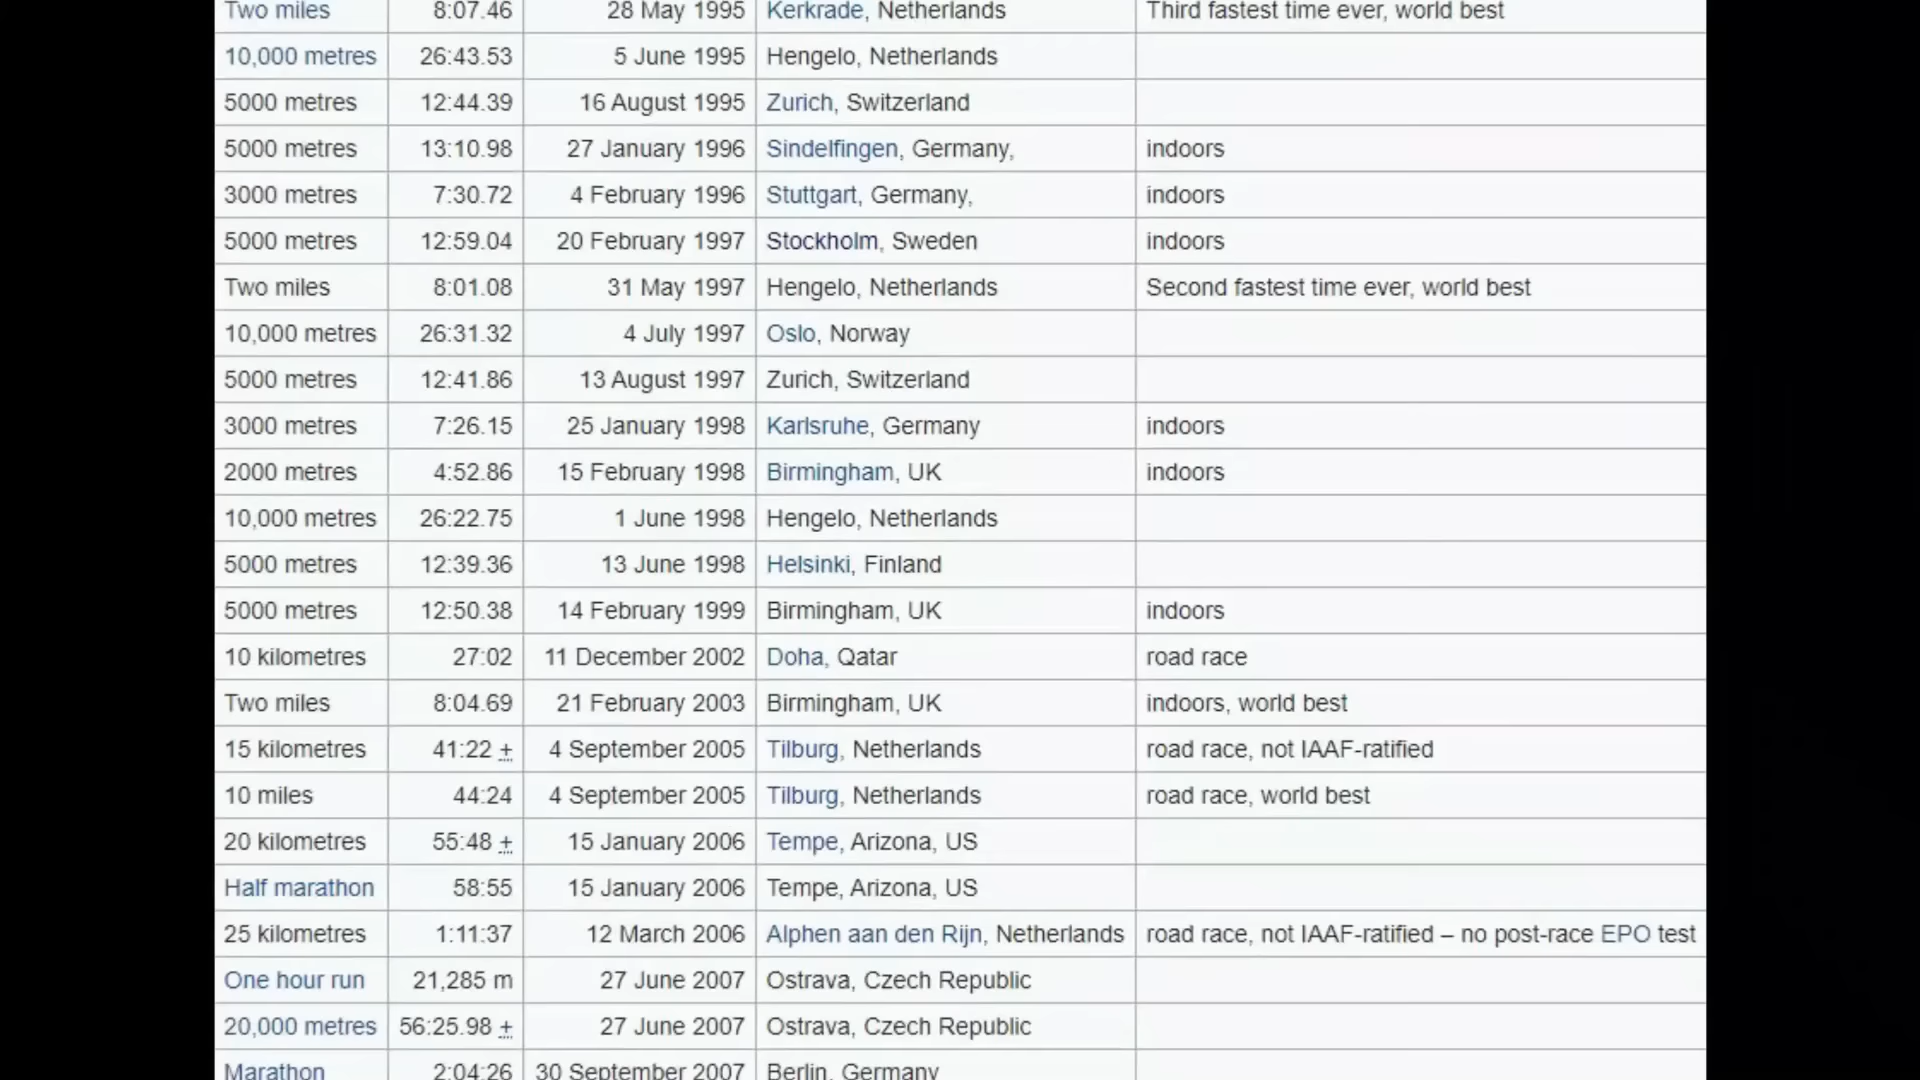 Two miles 8:07.46 28 May 1995 Kerkrade, Netherlands Third fastest time ever, world best
10,000 metres 26:43.53 5 June 1995 Hengelo, Netherlands
5000 metres 12:44.39 16 August 1995 Zurich, Switzerland
5000 metres 13:10.98 27 January 1996 Sindelfingen, Germany, indoors
3000 metres 7:30.72 4 February 1996 Stuttgart, Germany, indoors
5000 metres 12:59.04 20 February 1997 Stockholm, Sweden indoors
Two miles 8:01.08 31 May 1997 Hengelo, Netherlands Second fastest time ever, world best
10,000 metres 26:31.32 4 July 1997 Oslo, Norway
5000 metres 12:41.86 13 August 1997 Zurich, Switzerland
3000 metres 7:26.15 25 January 1998 Karlsruhe, Germany indoors
2000 metres 4:52.86 15 February 1998 Birmingham, UK indoors
10,000 metres 26:22.75 1 June 1998 Hengelo, Netherlands
5000 metres 12:39.36 13 June 1998 Helsinki, Finland
5000 metres 12:50.38 14 February 1999 Birmingham, UK indoors
10 kilometres 27:02 11 December 2002 Doha, Qatar road race
Two miles 8:04.69 21 February 2003 Birmingham, UK indoors, world best
15 kilometres 41:22 + 4 September 2005 Tilburg, Netherlands road race, not IAAF-ratified
10 miles 44:24 4 September 2005 Tilburg, Netherlands road race, world best
20 kilometres 55:48 + 15 January 2006 Tempe, Arizona, US
Half marathon 58:55 15 January 2006 Tempe, Arizona, US
25 kilometres 1:11:37 12 March 2006 Alphen aan den Rijn, Netherlands road race, not IAAF-ratified – no post-race EPO test
One hour run 21,285 m 27 June 2007 Ostrava, Czech Republic
20,000 metres 56:25.98 + 27 June 2007 Ostrava, Czech Republic
Marathon 2:04:26 30 September 2007 Berlin, Germany